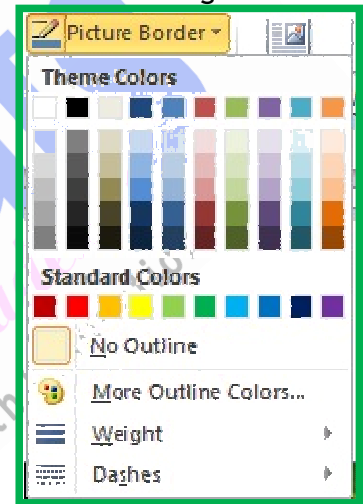 Picture Border
Theme Colors
Standard Colors
No Outline
More Outline Colors...
Weight
Dashes